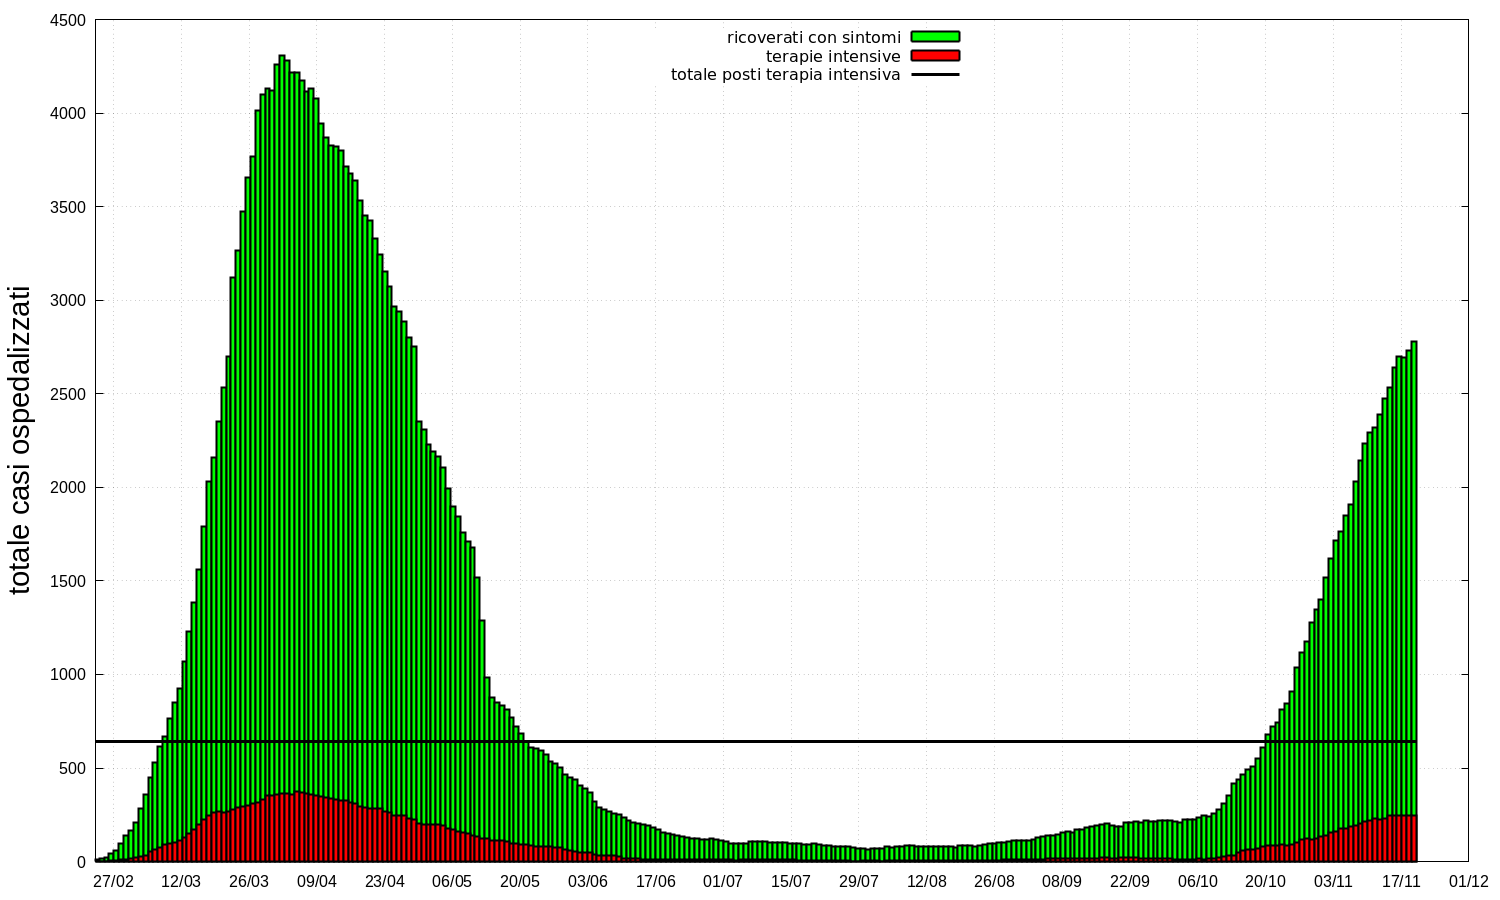 ricoverati con sintomi
terapie intensive
totale posti terapia intensiva
totale casi ospedalizzati
4500
4000
3500
3000
2500
2000
1500
1000
500
0
27/02 12/03 26/03 09/04 23/04 06/05 20/05 03/06 17/06 01/07 15/07 29/07 12/08 26/08 08/09 22/09 06/10 20/10 03/11 17/11 01/12